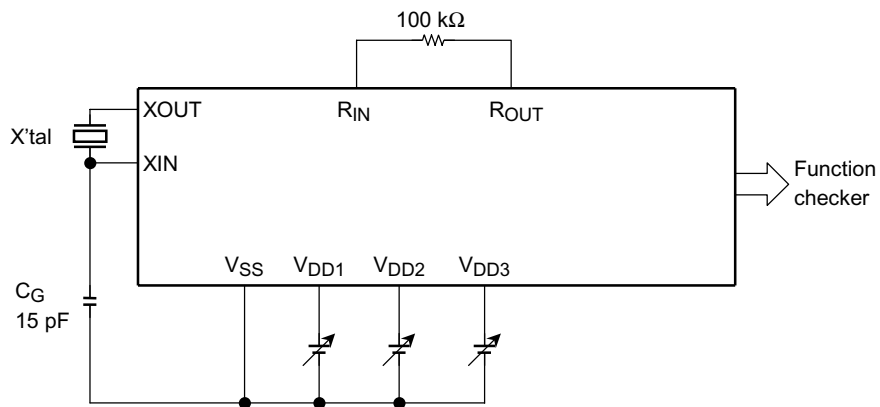 100 kΩ
XOUT
RIN
ROUT
X'tal
XIN
Function
checker
VSS
VDD1
VDD2
VDD3
CG
15 pF